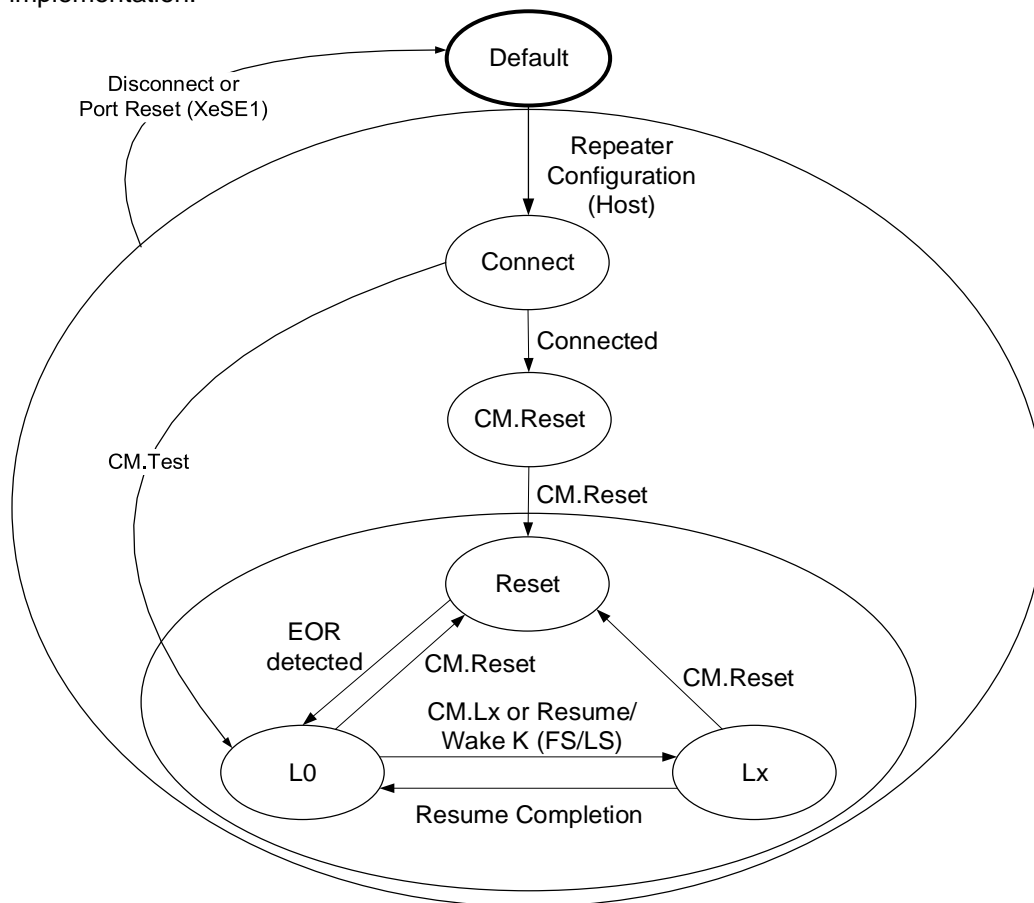 implementation.
Default
Disconnect or
Port Reset (XeSE1)
Repeater
Configuration
(Host)
Connect
Connected
CM.Reset
CM.Test
CM.Reset
Reset
EOR
detected
CM.Reset
CM.Reset
CM.Lx or Resume/
Wake K (FS/LS)
L0
Lx
Resume Completion